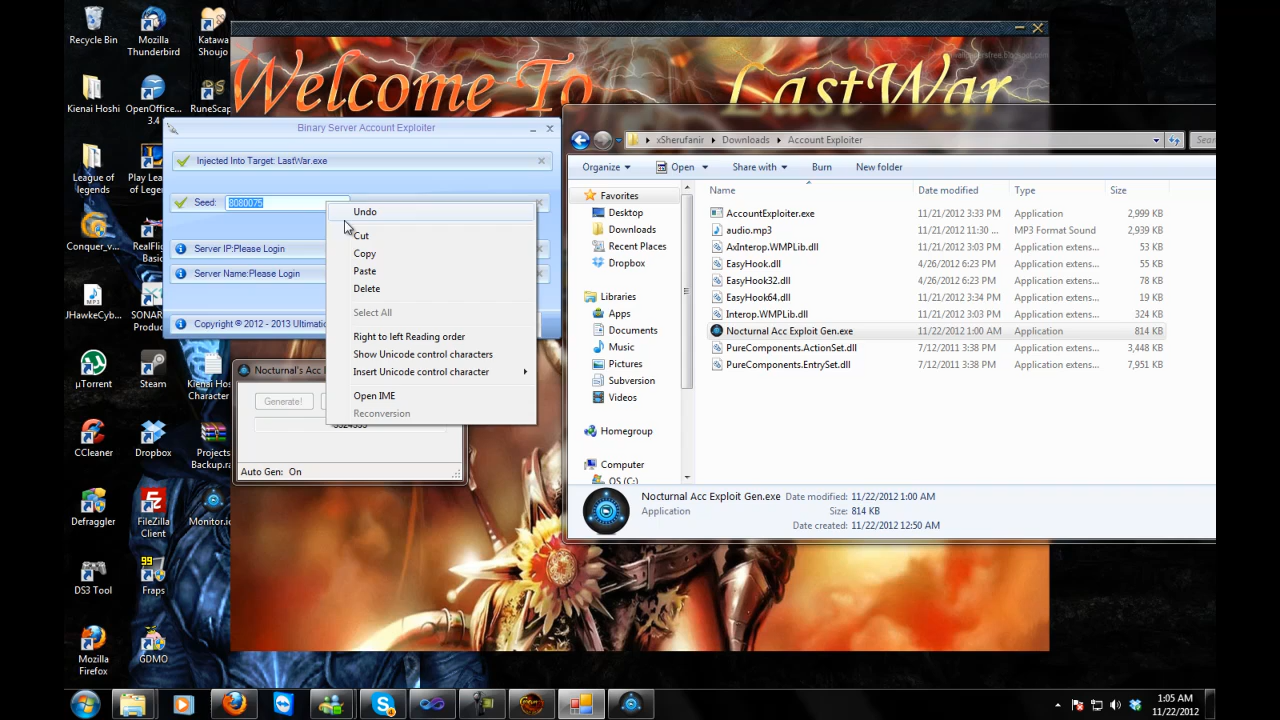 Recycle Bin
Mozilla Thunderbird
Katawa Shoujo
Kienai Hoshi
OpenOffice... 3.4
RuneScap
League of legends
Play Lea of Legen
Conquer_v
RealFlig Basic
JHawkeCyb...
SONAR Produc
µTorrent
Steam
Kienai Hos Character
CCleaner
Dropbox
Projects Backup.ra
Defraggler
FileZilla Client
Monitor.ic
DS3 Tool
Fraps
Mozilla Firefox
GDMO
Welcome To LastWar
Binary Server Account Exploiter
Injected Into Target: LastWar.exe
Seed: 8080075
Server IP:Please Login
Server Name:Please Login
Copyright © 2012 - 2013 Ultimatio
Undo
Cut
Copy
Paste
Delete
Select All
Right to left Reading order
Show Unicode control characters
Insert Unicode control character
Open IME
Reconversion
Nocturnal's Acc
Generate!
Auto Gen: On
xSherufanir Downloads Account Exploiter
Sear
Organize Open Share with Burn New folder
Favorites
Desktop
Downloads
Recent Places
Dropbox
Libraries
Apps
Documents
Music
Pictures
Subversion
Videos
Homegroup
Computer
OS (C:)
Name Date modified Type Size
AccountExploiter.exe 11/21/2012 3:33 PM Application 2,999 KB
audio.mp3 11/21/2012 11:30 ... MP3 Format Sound 2,939 KB
AxInterop.WMPLib.dll 11/21/2012 3:33 PM Application extens... 53 KB
EasyHook.dll 4/26/2012 6:23 PM Application extens... 83 KB
EasyHook32.dll 4/26/2012 6:23 PM Application extens... 78 KB
EasyHook64.dll 11/21/2012 3:34 PM Application extens... 19 KB
Interop.WMPLib.dll 11/21/2012 3:33 PM Application extens... 324 KB
Nocturnal Acc Exploit Gen.exe 11/22/2012 1:00 AM Application 814 KB
PureComponents.ActionSet.dll 7/12/2011 3:38 PM Application extens... 3,448 KB
PureComponents.EntrySet.dll 7/12/2011 3:38 PM Application extens... 7,951 KB
Nocturnal Acc Exploit Gen.exe Date modified: 11/22/2012 1:00 AM
Application Size: 814 KB
Date created: 11/22/2012 12:50 AM
1:05 AM
11/22/2012